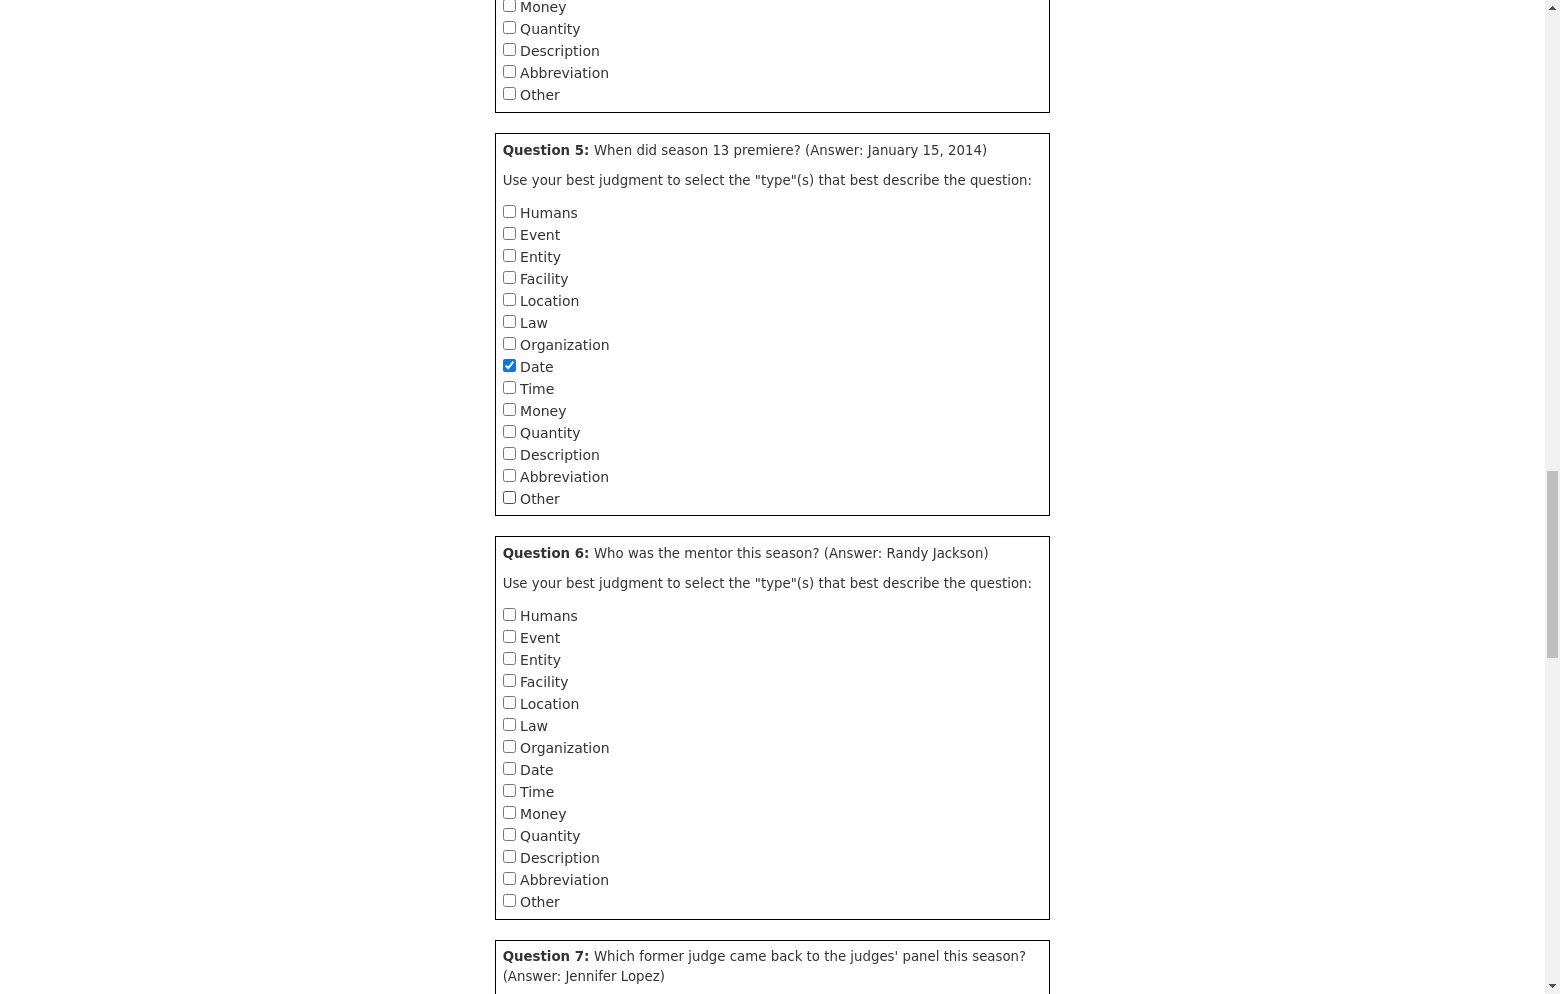 Money
Quantity
Description
Abbreviation
Other
Question 5: When did season 13 premiere? (Answer: January 15, 2014)
Use your best judgment to select the "type"(s) that best describe the question:
Humans
Event
Entity
Facility
Location
Law
Organization
Date
Time
Money
Quantity
Description
Abbreviation
Other
Question 6: Who was the mentor this season? (Answer: Randy Jackson)
Use your best judgment to select the "type"(s) that best describe the question:
Humans
Event
Entity
Facility
Location
Law
Organization
Date
Time
Money
Quantity
Description
Abbreviation
Other
Question 7: Which former judge came back to the judges' panel this season?
(Answer: Jennifer Lopez)